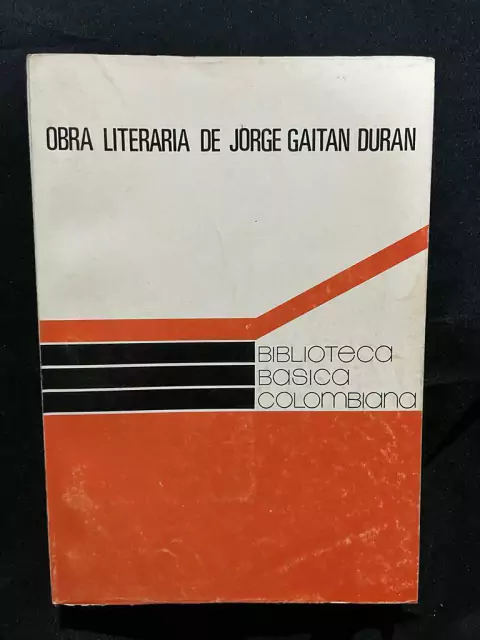 OBRA LITERARIA DE JORGE GAITAN DURAN
BIBLIOTECA
BASICA
COLOMBIANA